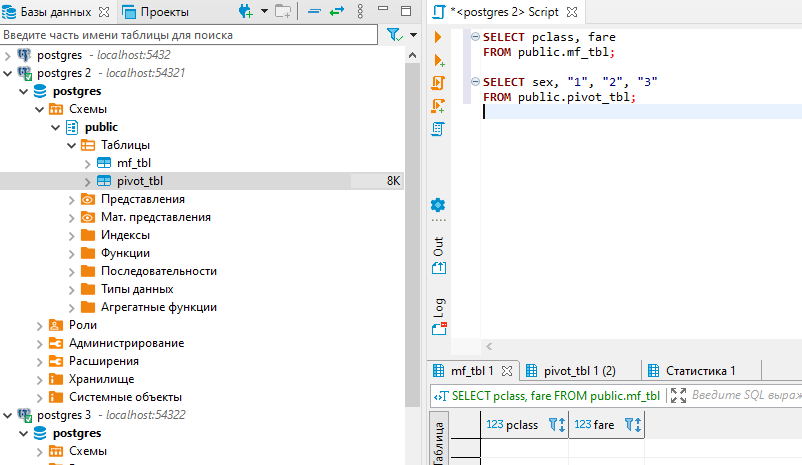 Базы данных
Проекты
Введите часть имени таблицы для поиска
postgres - localhost:5432
postgres 2 - localhost:54321
postgres
Схемы
public
Таблицы
mf_tbl
pivot_tbl 8K
Представления
Мат. представления
Индексы
Функции
Последовательности
Типы данных
Агрегатные функции
Роли
Администрирование
Расширения
Хранилище
Системные объекты
postgres 3 - localhost:54322
postgres
Схемы
*<postgres 2> Script
SELECT pclass, fare
FROM public.mf_tbl;
SELECT sex, "1", "2", "3"
FROM public.pivot_tbl;
Out
Log
mf_tbl 1
pivot_tbl 1 (2)
Статистика 1
SELECT pclass, fare FROM public.mf_tbl
Введите SQL выраж
Таблица
123 pclass
123 fare